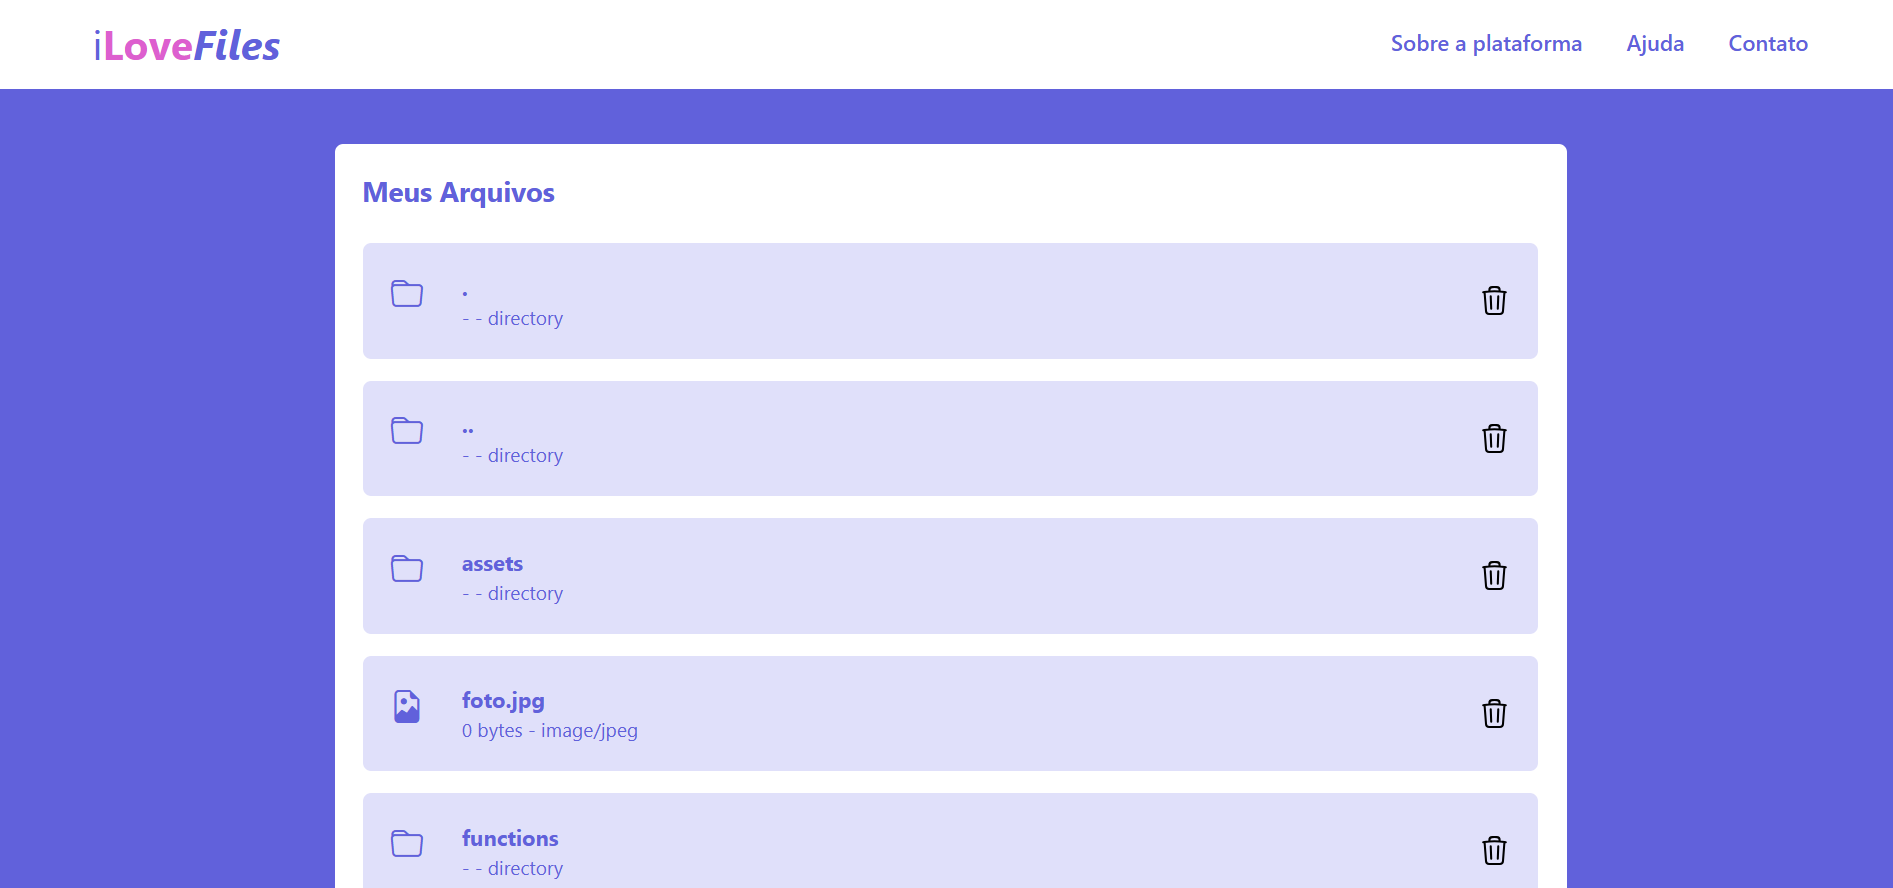 iLoveFiles
Sobre a plataforma Ajuda Contato
Meus Arquivos
.
- - directory
..
- - directory
assets
- - directory
foto.jpg
0 bytes - image/jpeg
functions
- - directory